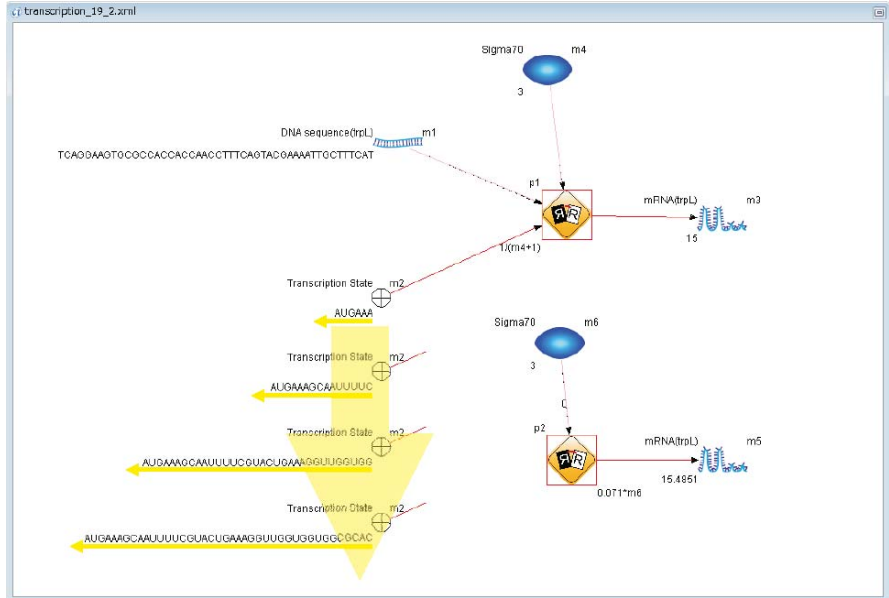 transcription_19_2.xml
Sigma70 m4
3
DNA sequence(trpL) m1
TCAGGAAGTGCGCCACCACCAACCTTTCAGTACGAAAATTGCTTTCAT
p1
mRNA(trpL) m3
15
1/(m4+1)
Transcription State m2
AUGAAA
Sigma70 m6
3
Transcription State m2
AUGAAAGCAAUUUUC
0
p2
mRNA(trpL) m5
15.4851
0.071*m6
Transcription State m2
AUGAAAGCAAUUUUCGUACUGAAAGGUUGGUGG
Transcription State m2
AUGAAAGCAAUUUUCGUACUGAAAGGUUGGUGGUGGCGCAC